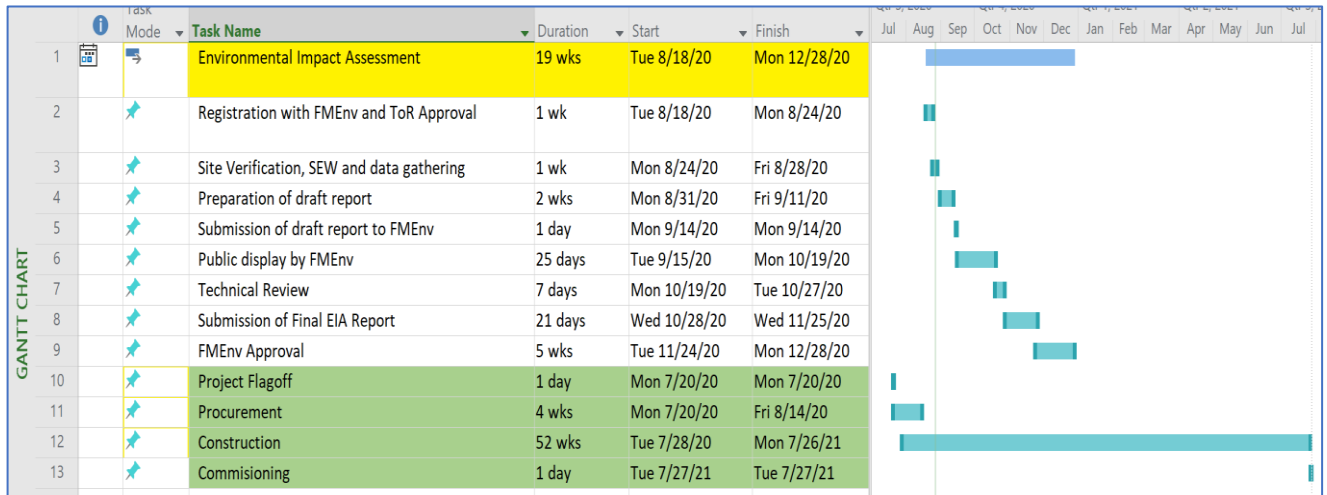 Task
Mode Task Name Duration Start Finish Jul Aug Sep Oct Nov Dec Jan Feb Mar Apr May Jun Jul
1 Environmental Impact Assessment 19 wks Tue 8/18/20 Mon 12/28/20
2 Registration with FMEnv and ToR Approval 1 wk Tue 8/18/20 Mon 8/24/20
3 Site Verification, SEW and data gathering 1 wk Mon 8/24/20 Fri 8/28/20
4 Preparation of draft report 2 wks Mon 8/31/20 Fri 9/11/20
5 Submission of draft report to FMEnv 1 day Mon 9/14/20 Mon 9/14/20
6 Public display by FMEnv 25 days Tue 9/15/20 Mon 10/19/20
7 Technical Review 7 days Mon 10/19/20 Tue 10/27/20
8 Submission of Final EIA Report 21 days Wed 10/28/20 Wed 11/25/20
9 FMEnv Approval 5 wks Tue 11/24/20 Mon 12/28/20
10 Project Flagoff 1 day Mon 7/20/20 Mon 7/20/20
11 Procurement 4 wks Mon 7/20/20 Fri 8/14/20
12 Construction 52 wks Tue 7/28/20 Mon 7/26/21
13 Commisioning 1 day Tue 7/27/21 Tue 7/27/21
GANTT CHART